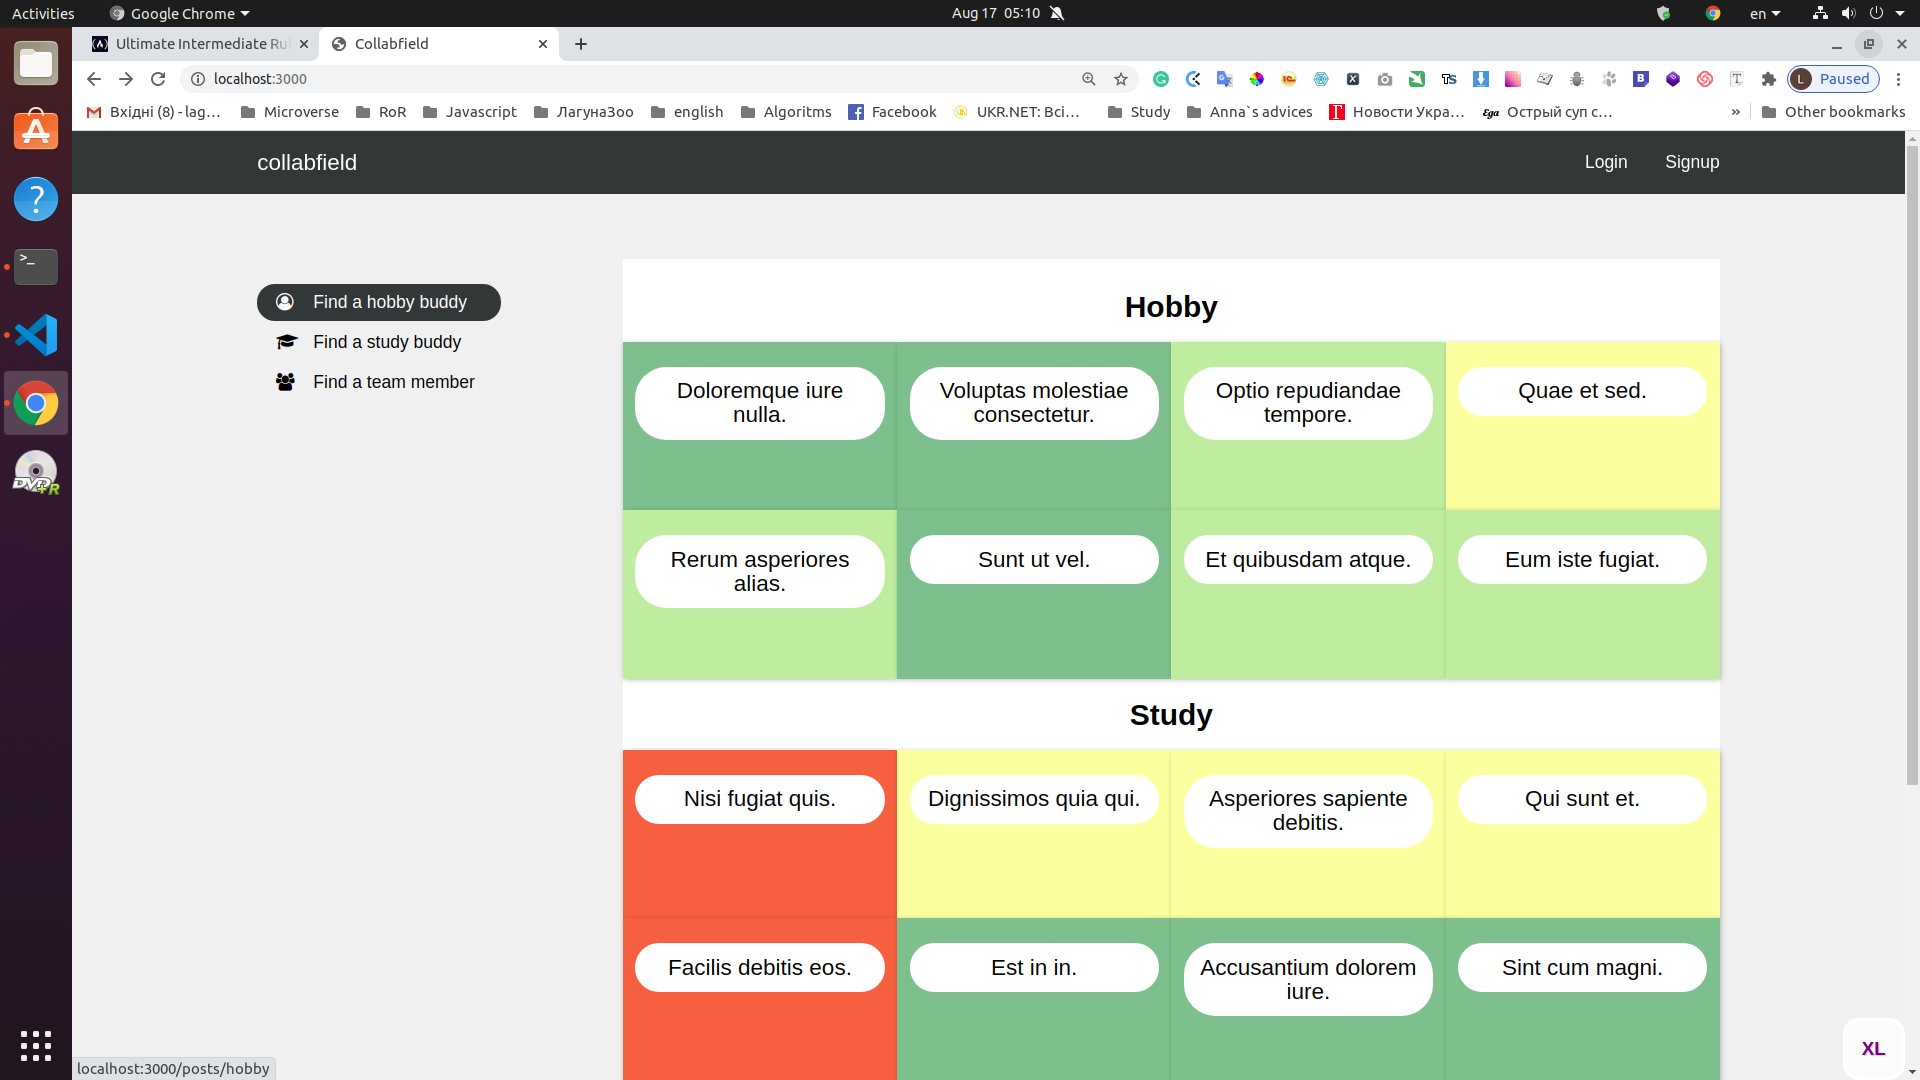 Activities
Google Chrome
Aug 17 05:10
en
Ultimate Intermediate Ru
Collabfield
localhost:3000
TS
B
T
L
Paused
Вхідні (8) - lag...
Microverse
RoR
Javascript
ЛагунаЗоо
english
Algoritms
Facebook
UKR.NET: Всі...
Study
Anna`s advices
Новости Укра...
Ega
Острый суп с...
»
Other bookmarks
collabfield
Login
Signup
Find a hobby buddy
Find a study buddy
Find a team member
Hobby
Doloremque iure
nulla.
Voluptas molestiae
consectetur.
Optio repudiandae
tempore.
Quae et sed.
Rerum asperiores
alias.
Sunt ut vel.
Et quibusdam atque.
Eum iste fugiat.
Study
Nisi fugiat quis.
Dignissimos quia qui.
Asperiores sapiente
debitis.
Qui sunt et.
Facilis debitis eos.
Est in in.
Accusantium dolorem
iure.
Sint cum magni.
DVD+R
XL
localhost:3000/posts/hobby